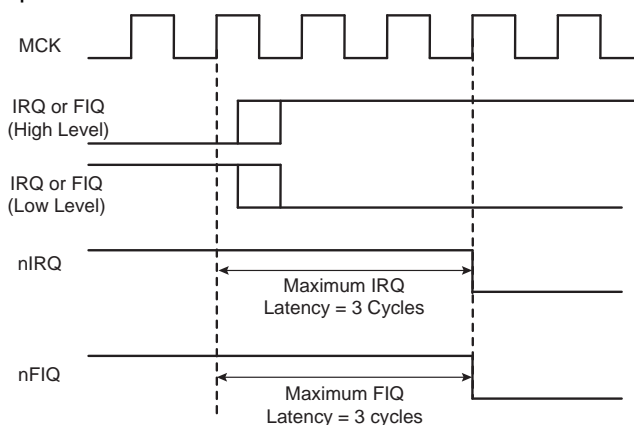 MCK
IRQ or FIQ
(High Level)
IRQ or FIQ
(Low Level)
nIRQ
Maximum IRQ
Latency = 3 Cycles
nFIQ
Maximum FIQ
Latency = 3 cycles